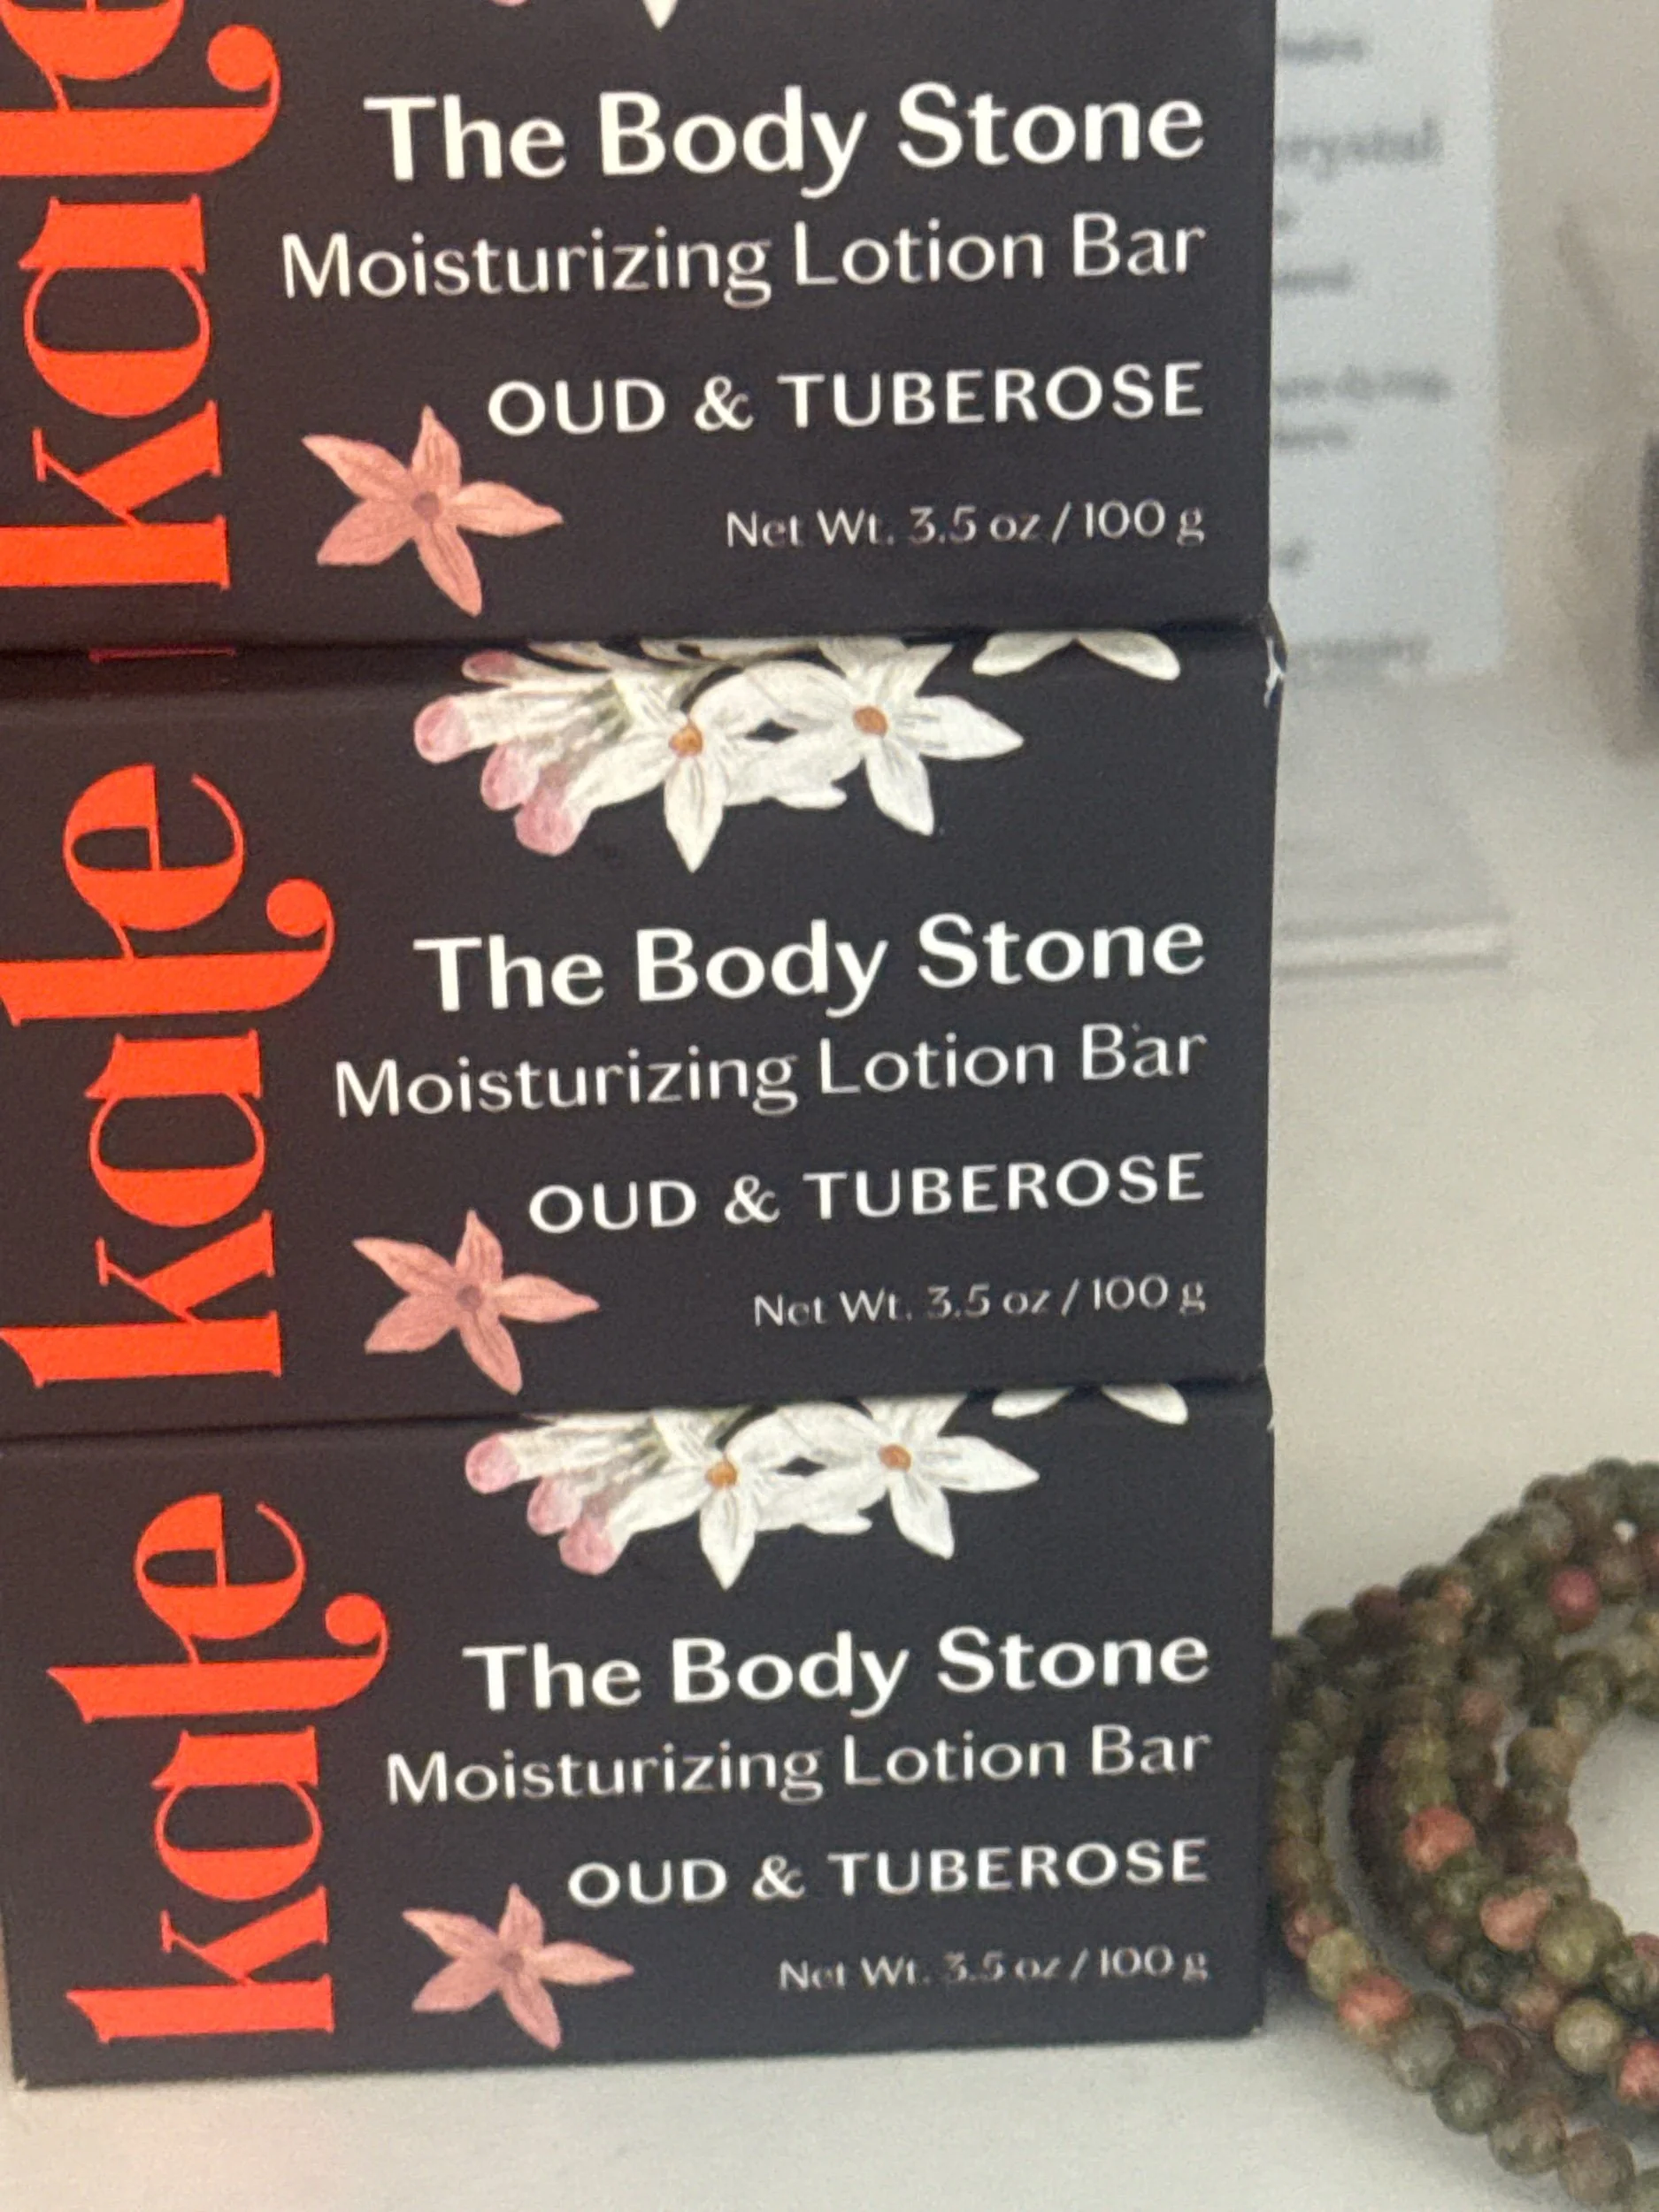 kate
The Body Stone
Moisturizing Lotion Bar
OUD & TUBEROSE
Net Wt. 3.5 oz / 100 g
kate
The Body Stone
Moisturizing Lotion Bar
OUD & TUBEROSE
Net Wt. 3.5 oz / 100 g
kate
The Body Stone
Moisturizing Lotion Bar
OUD & TUBEROSE
Net Wt. 3.5 oz / 100 g
crystal